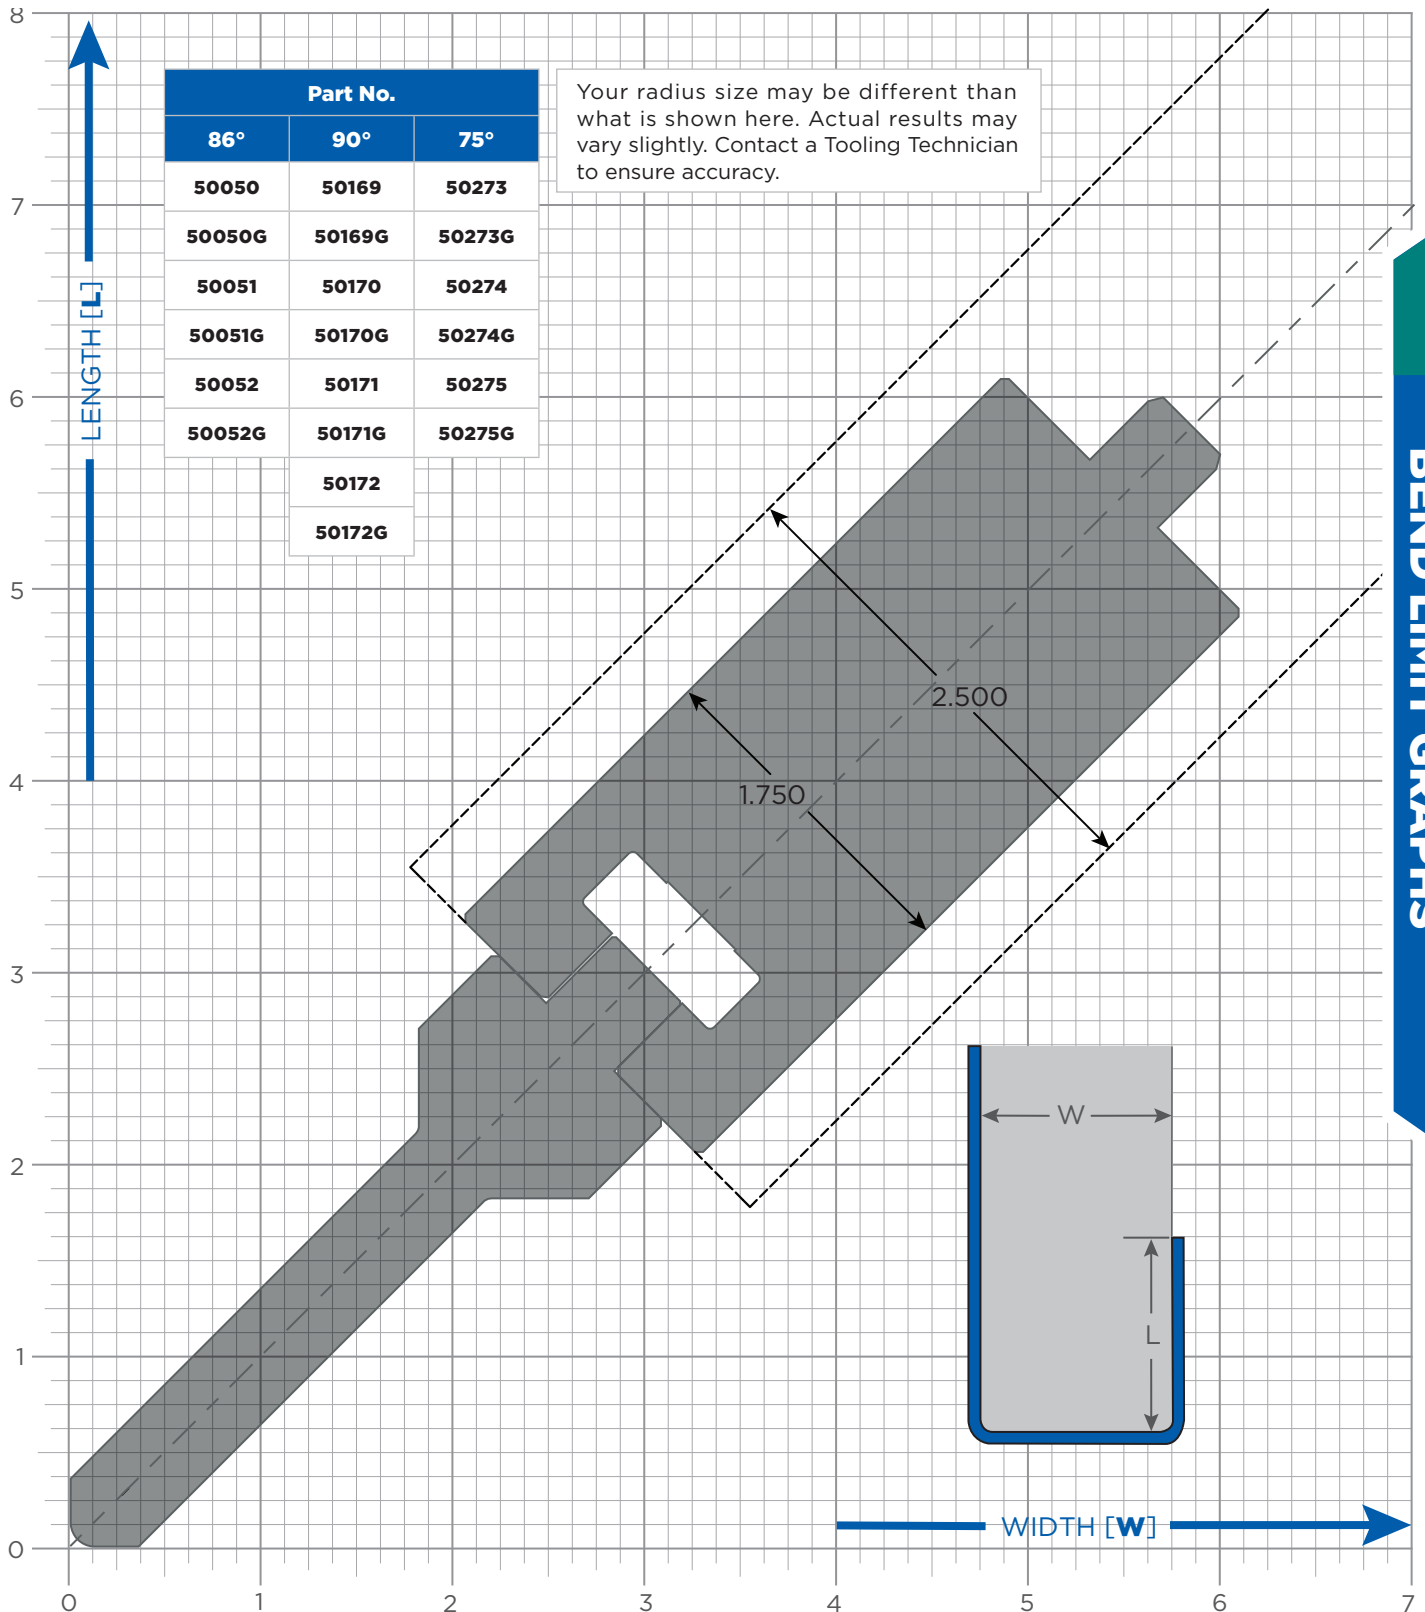 8
7
6
5
4
3
2
1
0
0 1 2 3 4 5 6 7
LENGTH [L]
Part No.
86° 90° 75°
50050 50169 50273
50050G 50169G 50273G
50051 50170 50274
50051G 50170G 50274G
50052 50171 50275
50052G 50171G 50275G
50172
50172G
Your radius size may be different than
what is shown here. Actual results may
vary slightly. Contact a Tooling Technician
to ensure accuracy.
2.500
1.750
W
L
WIDTH [W]
BEND LIMIT GRAPHS